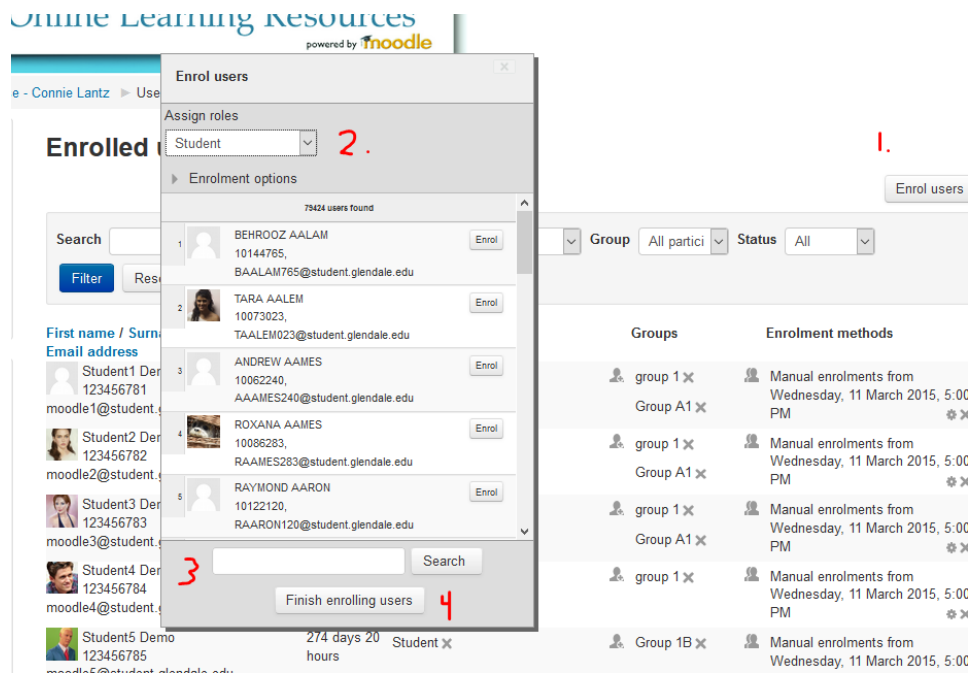 Online Learning Resources
powered by moodle
e - Connie Lantz ▶ Use
Enrol users
Assign roles
Student
2.
Enrolment options
79424 users found
1
BEHROOZ AALAM
10144765,
BAALAM765@student.glendale.edu
Enrol
2
TARA AALEM
10073023,
TAALEM023@student.glendale.edu
Enrol
3
ANDREW AAMES
10062240,
AAAMES240@student.glendale.edu
Enrol
4
ROXANA AAMES
10086283,
RAAMES283@student.glendale.edu
Enrol
5
RAYMOND AARON
10122120,
RAARON120@student.glendale.edu
Enrol
3
Search
Finish enrolling users
4
Enrolled u
1.
Enrol users
Search
Group All partici Status All
Filter Rese
First name / Surna
Email address
Groups
Enrolment methods
Student1 Der
123456781
moodle1@student.g
group 1
Group A1
Manual enrolments from
Wednesday, 11 March 2015, 5:00
PM
Student2 Der
123456782
moodle2@student.g
group 1
Group A1
Manual enrolments from
Wednesday, 11 March 2015, 5:00
PM
Student3 Der
123456783
moodle3@student.g
group 1
Group A1
Manual enrolments from
Wednesday, 11 March 2015, 5:00
PM
Student4 Der
123456784
moodle4@student.g
group 1
Manual enrolments from
Wednesday, 11 March 2015, 5:00
PM
Student5 Demo
123456785
moodle5@student.glendale.edu
274 days 20
hours
Student
Group 1B
Manual enrolments from
Wednesday, 11 March 2015, 5:00